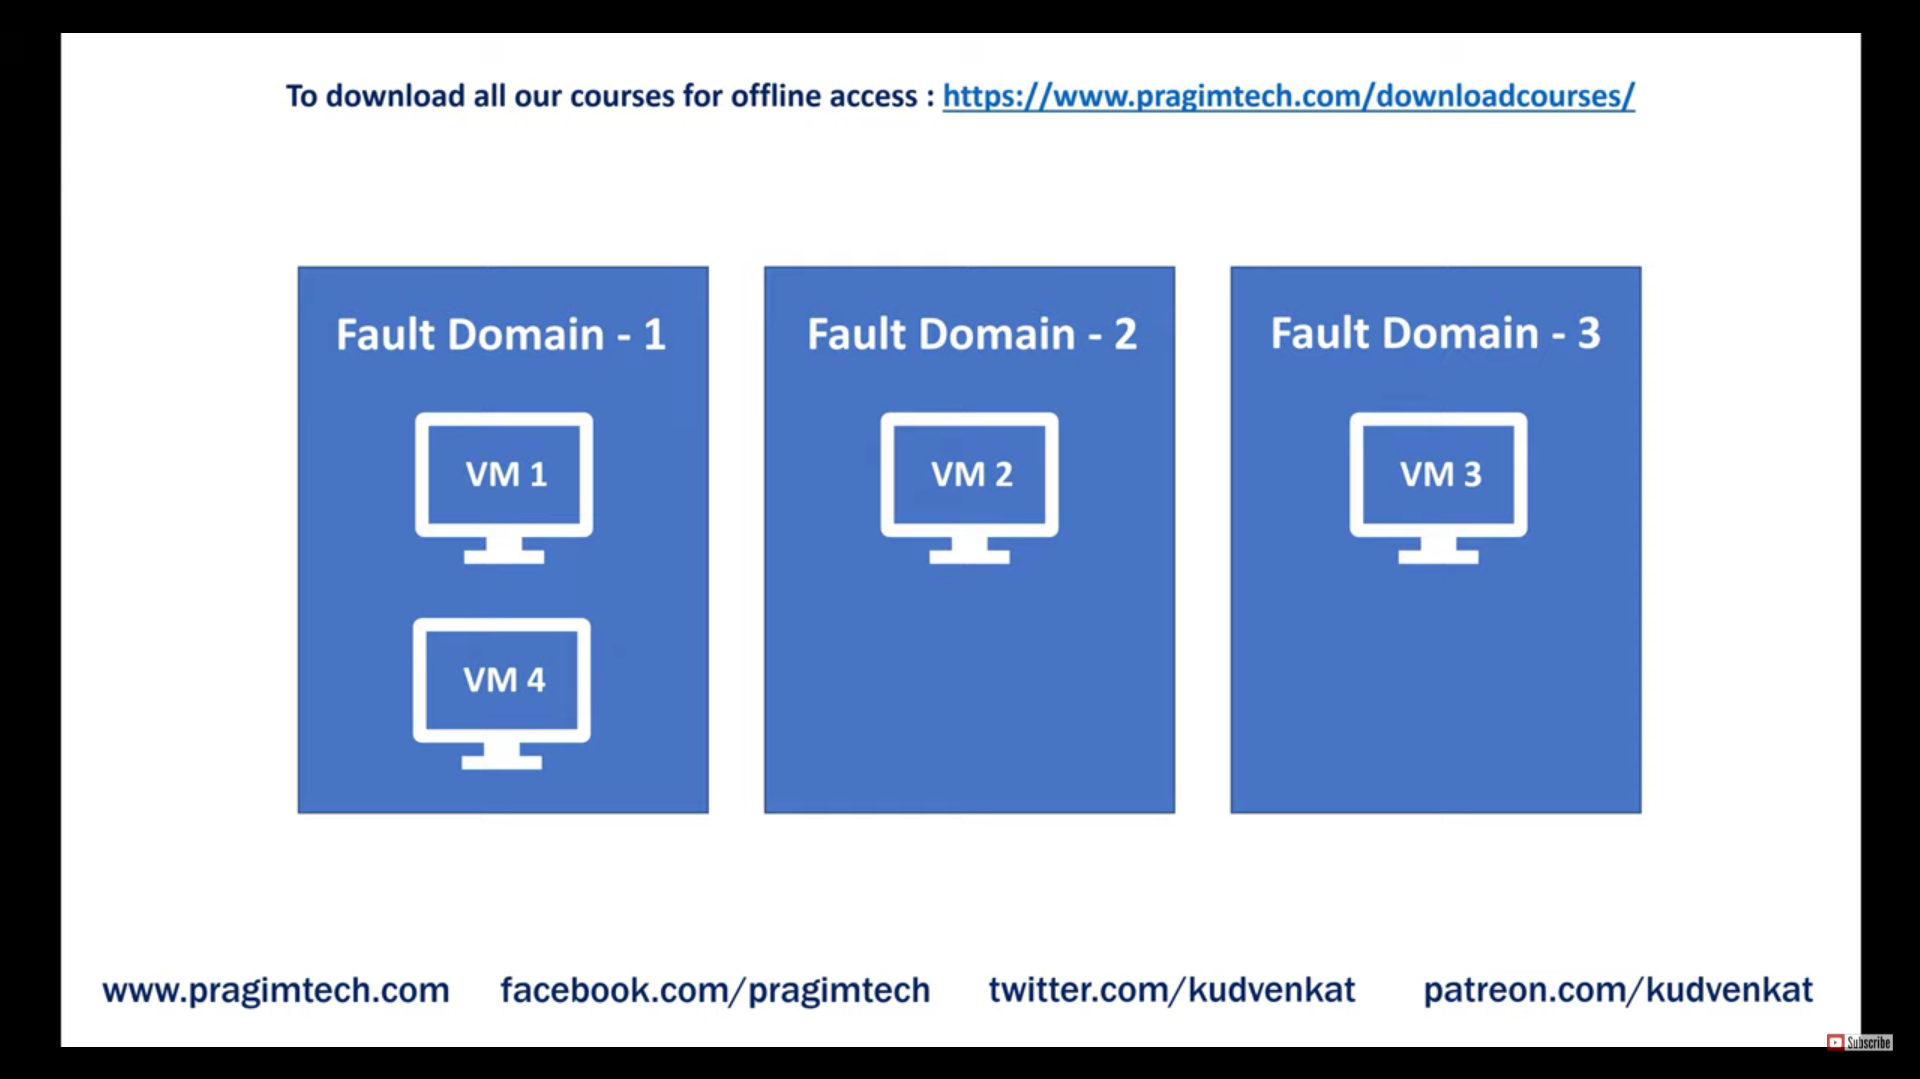 To download all our courses for offline access : https://www.pragimtech.com/downloadcourses/
Fault Domain - 1
VM 1
VM 4
Fault Domain - 2
VM 2
Fault Domain - 3
VM 3
www.pragimtech.com facebook.com/pragimtech twitter.com/kudvenkat patreon.com/kudvenkat
Subscribe